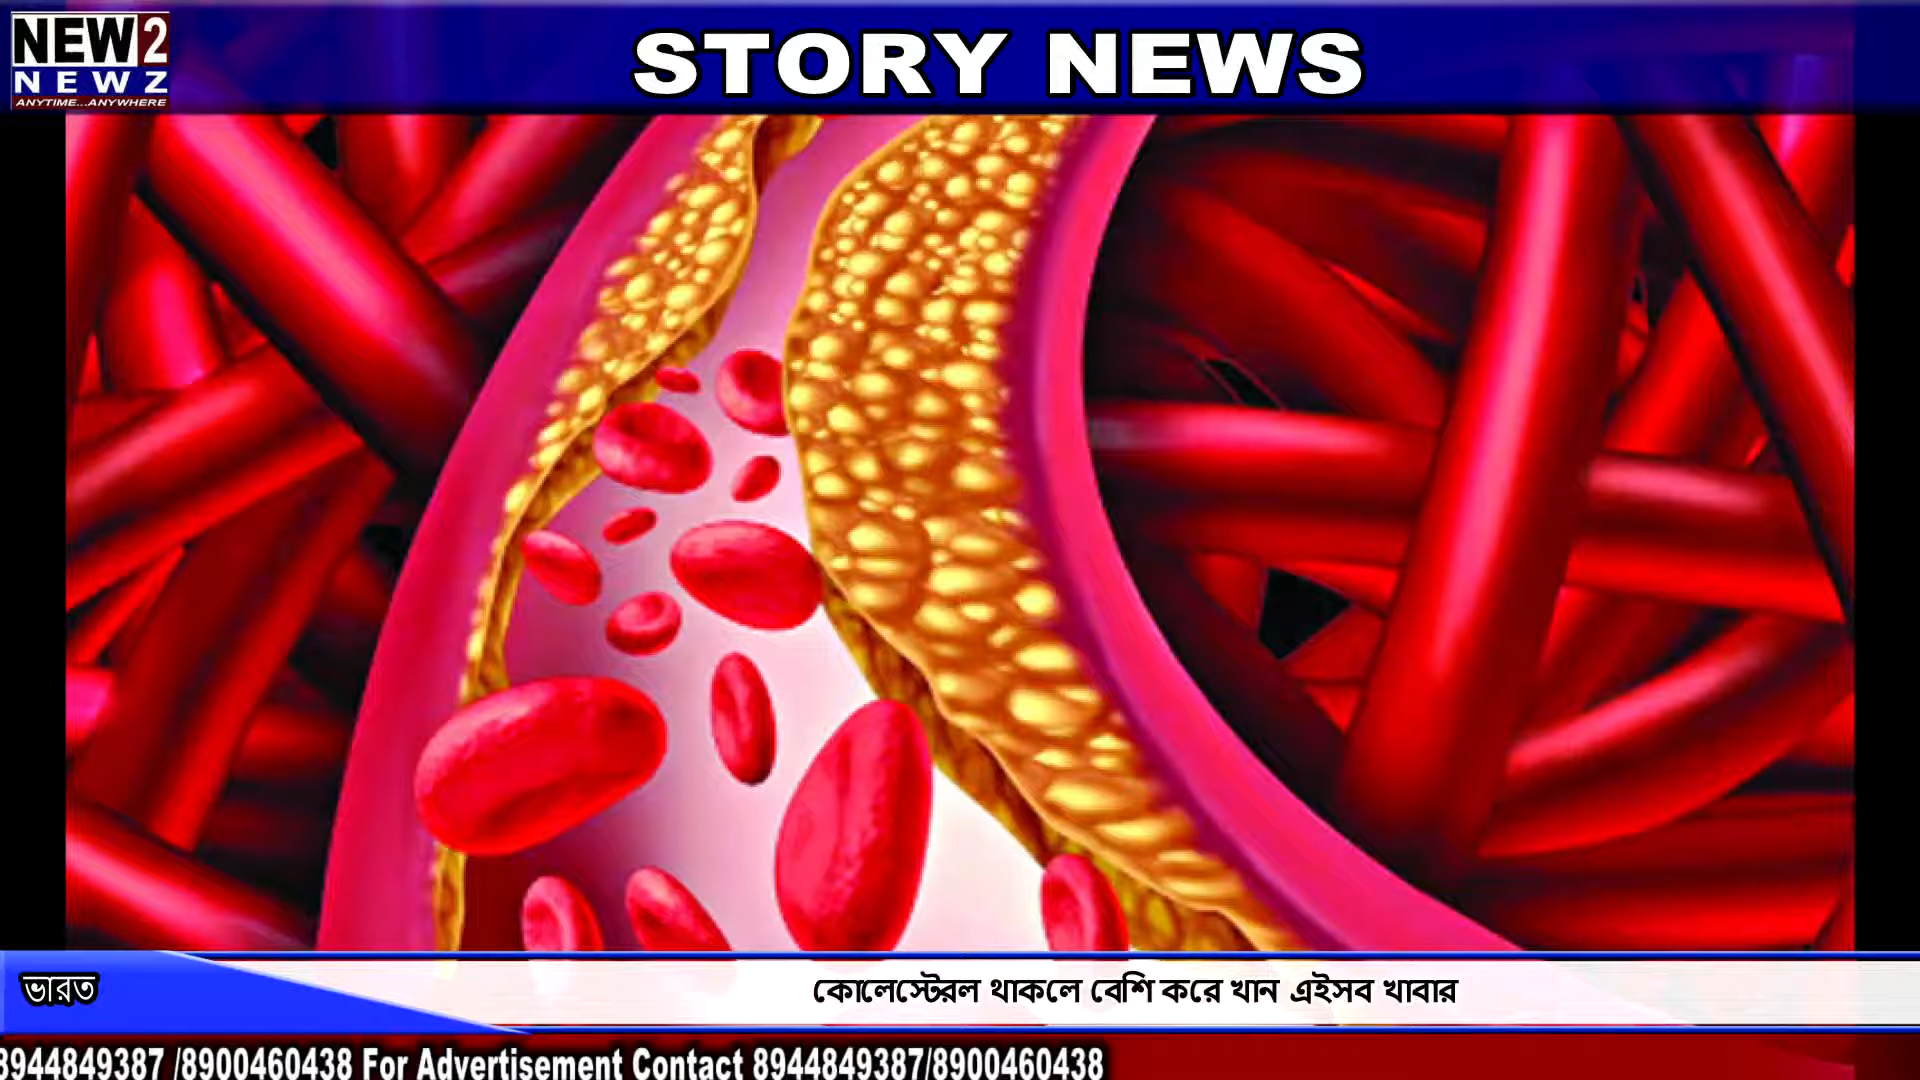 NEW2
NEWZ
ANYTIME...ANYWHERE
STORY NEWS
ভারত
কোলেস্টেরল থাকলে বেশি করে খান এইসব খাবার
8944849387 /8900460438 For Advertisement Contact 8944849387/8900460438